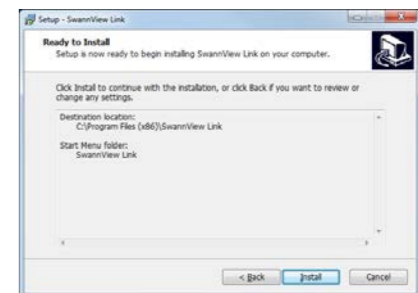 Setup - SwannView Link
Ready to Install
Setup is now ready to begin installing SwannView Link on your computer.
Click Install to continue with the installation, or click Back if you want to review or
change any settings.
Destination location:
C:\Program Files (x86)\SwannView Link
Start Menu folder:
SwannView Link
< Back
Install
Cancel